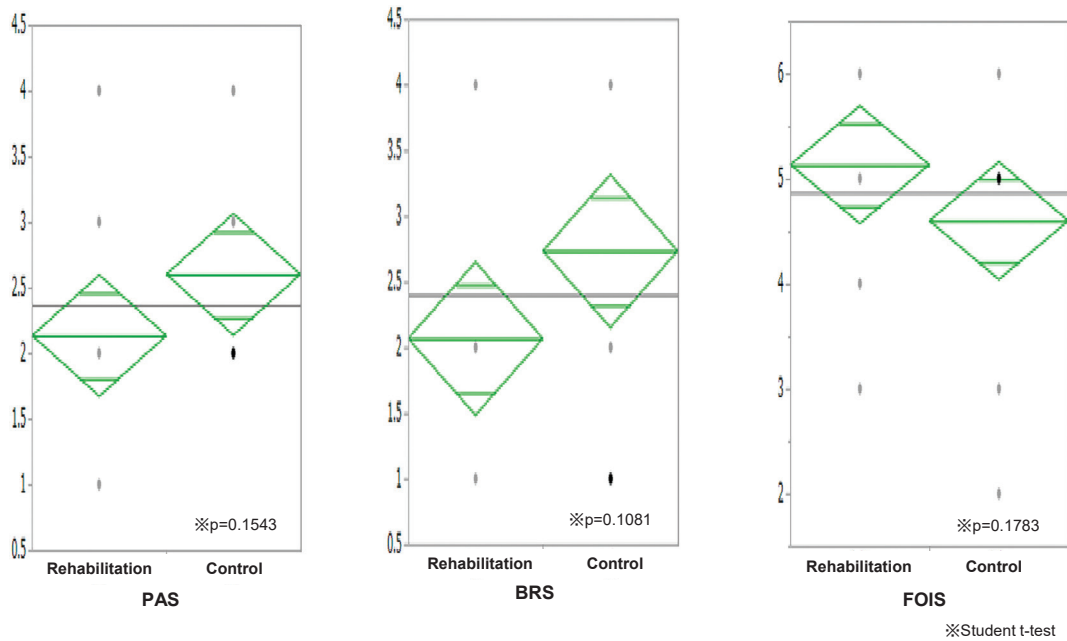 4.5
4
3.5
3
2.5
2
1.5
1
0.5
※p=0.1543
Rehabilitation Control
PAS
4.5
4
3.5
3
2.5
2
1.5
1
0.5
※p=0.1081
Rehabilitation Control
BRS
6
5
4
3
2
※p=0.1783
Rehabilitation Control
FOIS
※Student t-test